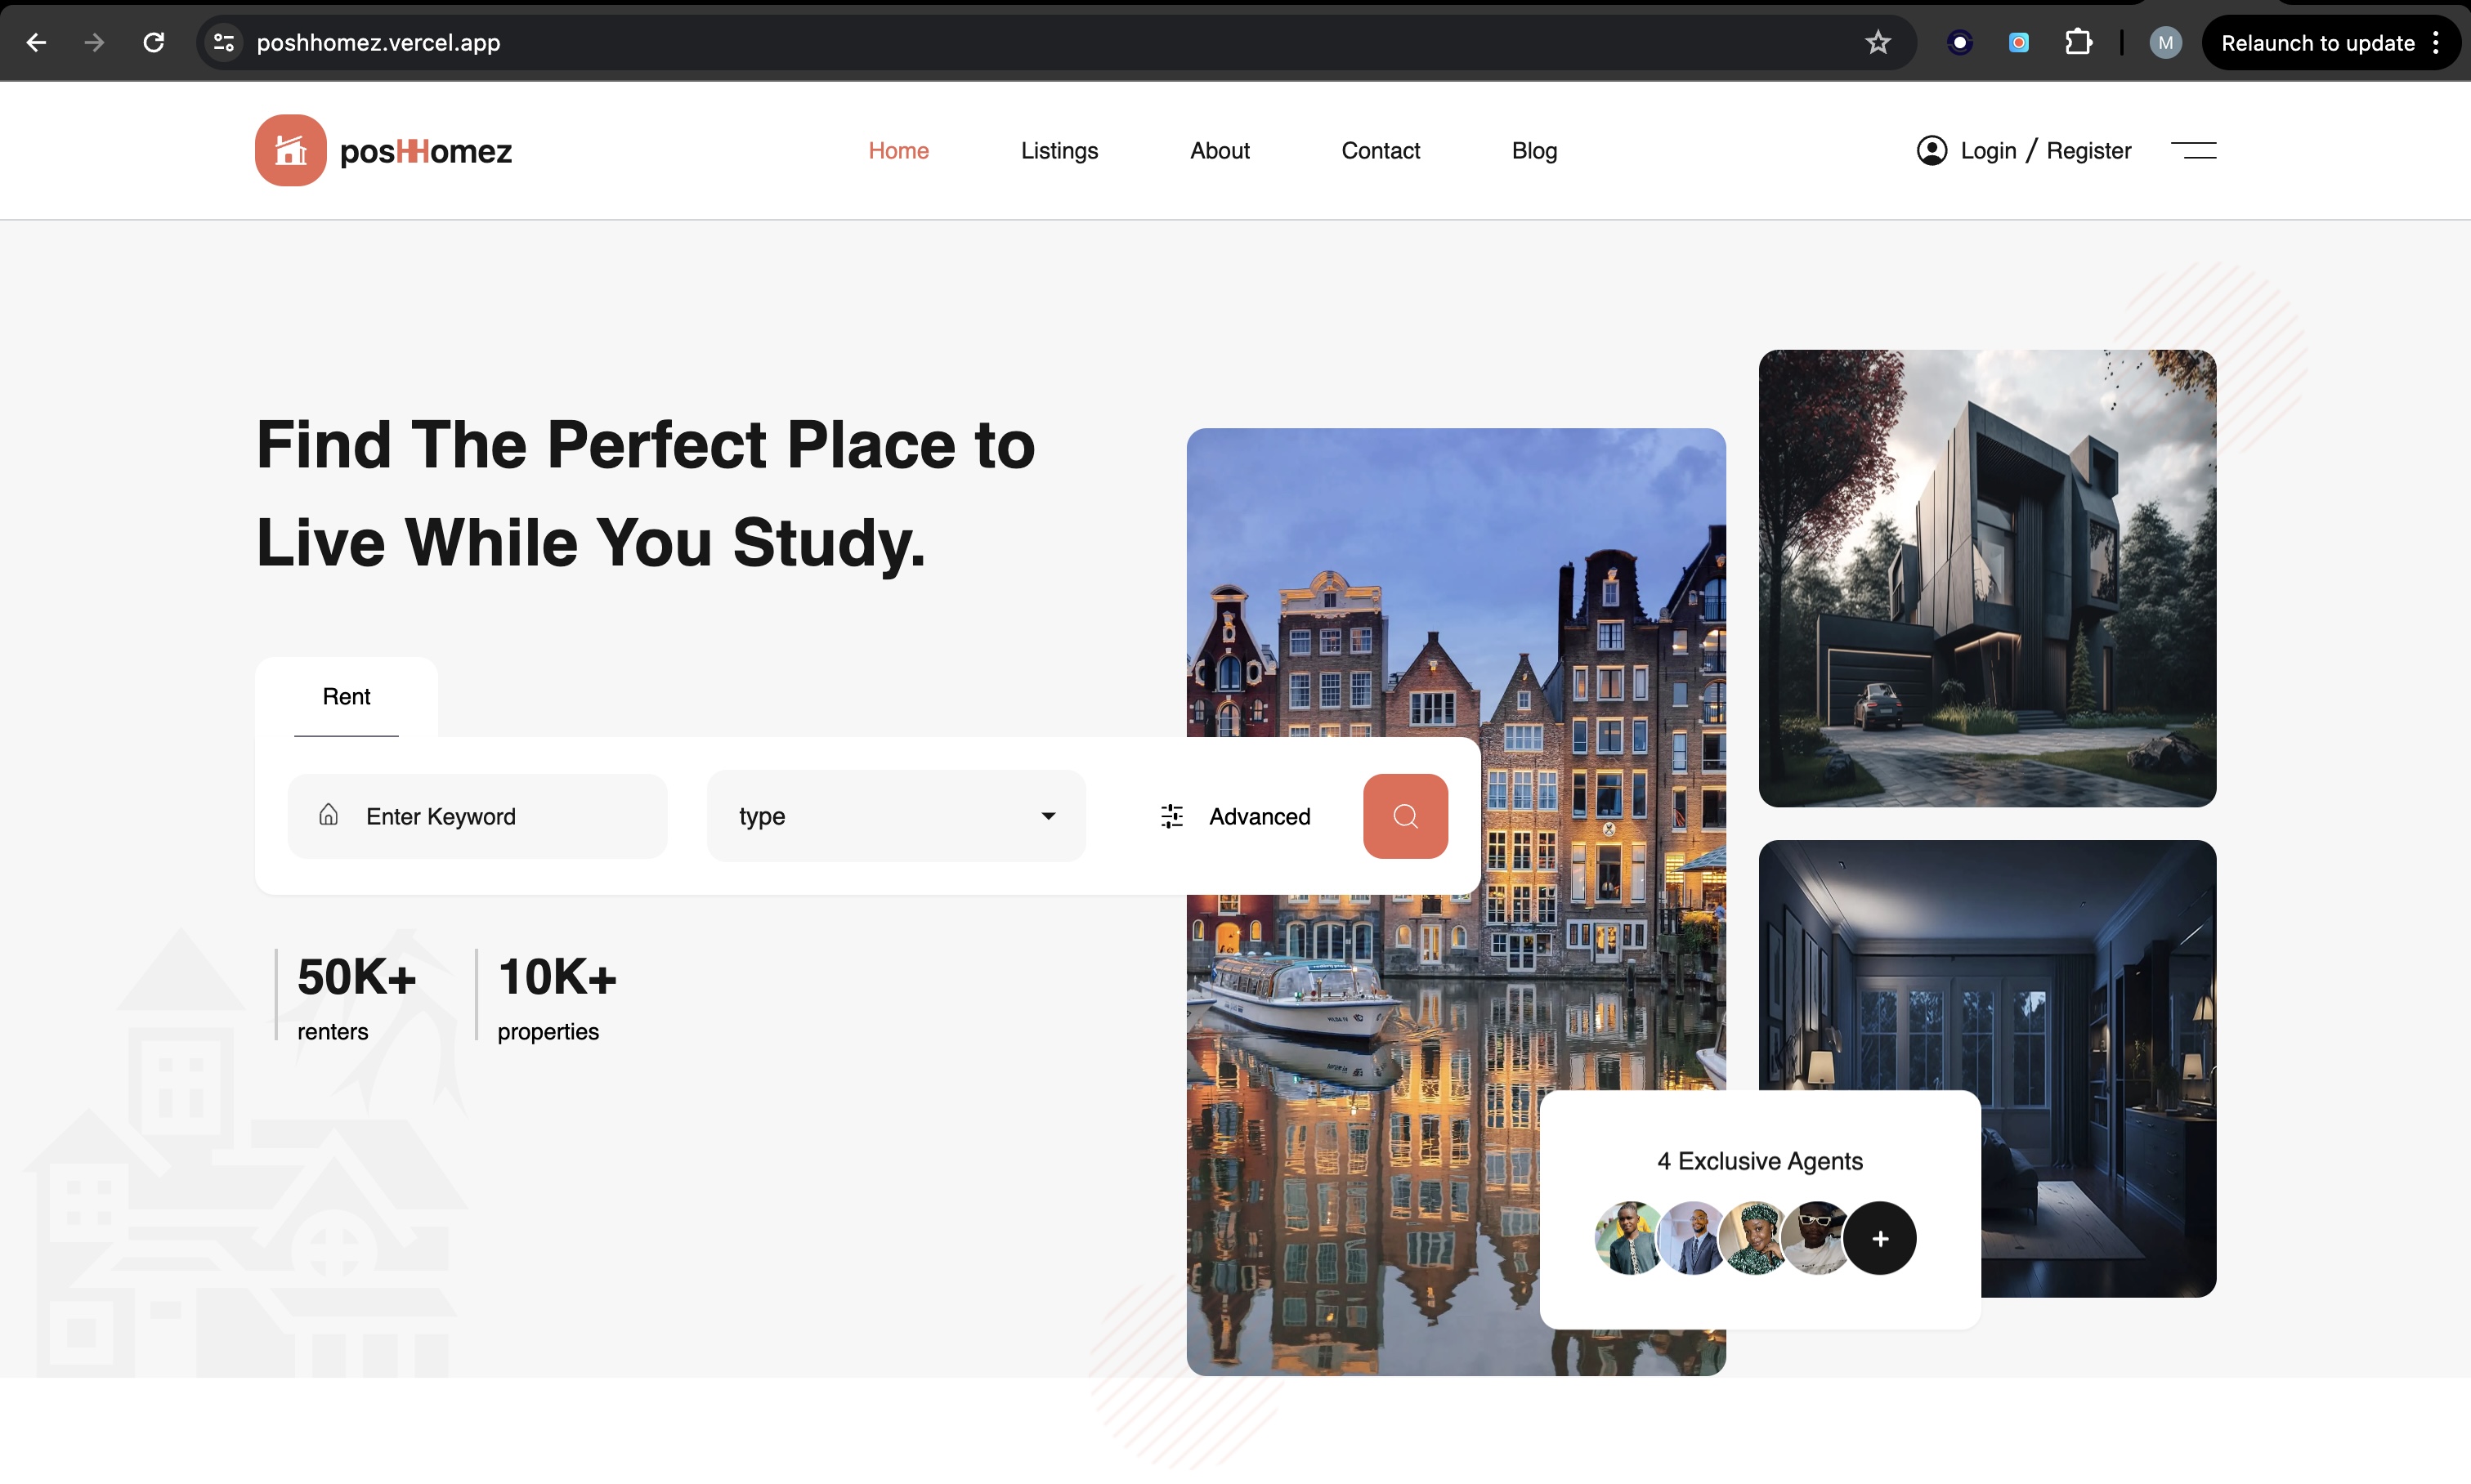 poshhomez.vercel.app
M
Relaunch to update
posHHomez
Home
Listings
About
Contact
Blog
Login / Register
Find The Perfect Place to
Live While You Study.
Rent
Enter Keyword
type
Advanced
50K+
renters
10K+
properties
4 Exclusive Agents
+